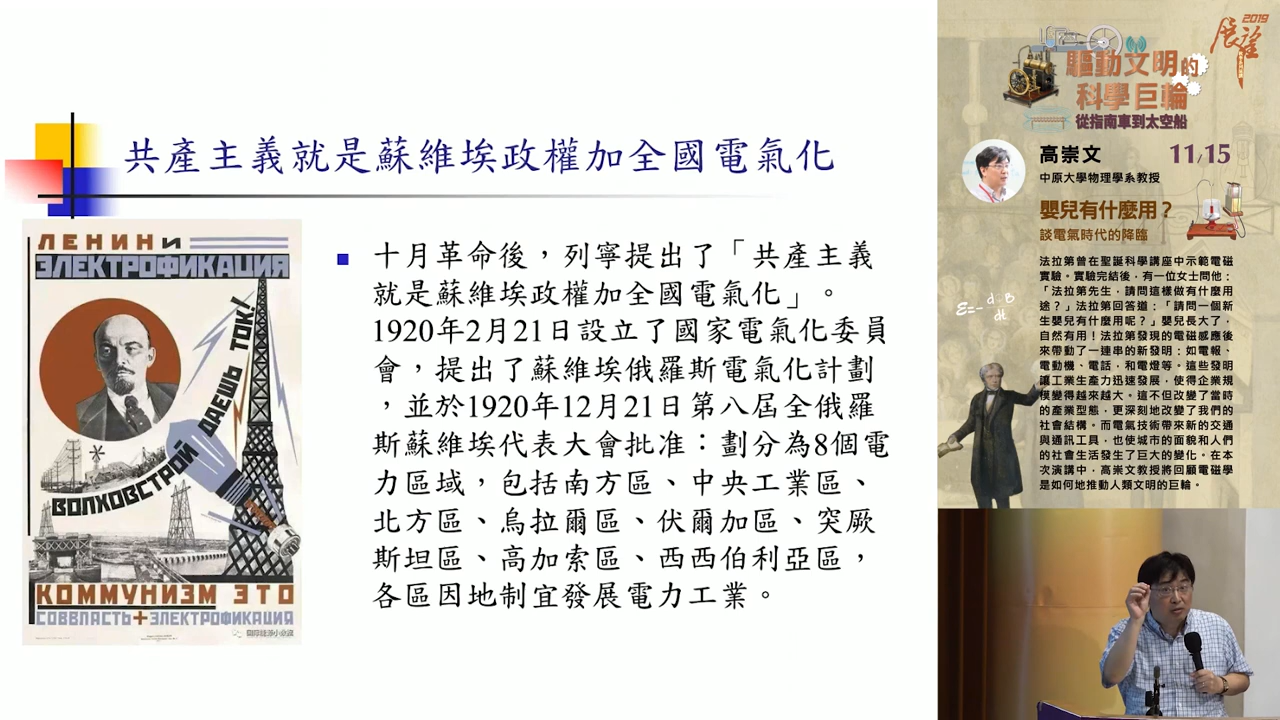 共產主義就是蘇維埃政權加全國電氣化
ЛЕНИН и
ЭЛЕКТРОФИКАЦИЯ
ВОЛХОВСТРОЙ ДАЕШЬ ТОК!
КОММУНИЗМ ЭТО
СОВВЛАСТЬ+ЭЛЕКТРОФИКАЦИЯ
十月革命後，列寧提出了「共產主義
就是蘇維埃政權加全國電氣化」。
1920年2月21日設立了國家電氣化委員
會，提出了蘇維埃俄羅斯電氣化計劃
，並於1920年12月21日第八屆全俄羅
斯蘇維埃代表大會批准：劃分為8個電
力區域，包括南方區、中央工業區、
北方區、烏拉爾區、伏爾加區、突厥
斯坦區、高加索區、西西伯利亞區，
各區因地制宜發展電力工業。
2019
展望
驅動文明的
科學巨輪
從指南車到太空船
高崇文 11/15
中原大學物理學系教授
嬰兒有什麼用？
談電氣時代的降臨
法拉第曾在聖誕科學講座中示範電磁
實驗。實驗完結後，有一位女士問他：
「法拉第先生，請問這樣做有什麼用
途？」法拉第回答道：「請問一個新
生嬰兒有什麼用呢？」嬰兒長大了，
自然有用！法拉第發現的電磁感應後
來帶動了一連串的新發明：如電報、
電動機、電話，和電燈等。這些發明
讓工業生產力迅速發展，使得企業規
模變得越來越大。這不但改變了當時
的產業型態，更深刻地改變了我們的
社會結構。而電氣技術帶來新的交通
與通訊工具，也使城市的面貌和人們
的社會生活發生了巨大的變化。在本
次演講中，高崇文教授將回顧電磁學
是如何地推動人類文明的巨輪。